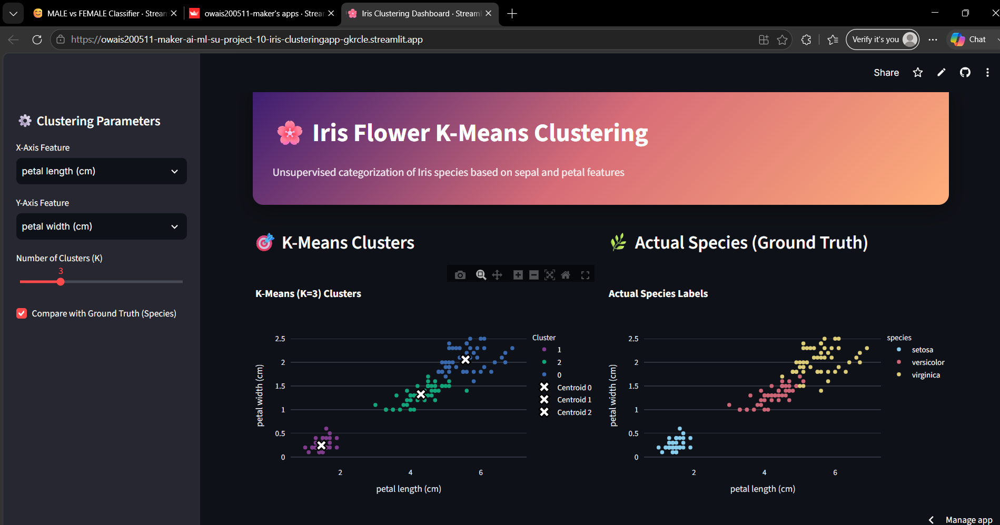 MALE vs FEMALE Classifier · Stream
owais200511-maker's apps · Strea
Iris Clustering Dashboard · Streaml
https://owais200511-maker-ai-ml-su-project-10-iris-clusteringapp-gkrcle.streamlit.app
Verify it's you
Chat
Share
Clustering Parameters
X-Axis Feature
petal length (cm)
Y-Axis Feature
petal width (cm)
Number of Clusters (K)
3
Compare with Ground Truth (Species)
Iris Flower K-Means Clustering
Unsupervised categorization of Iris species based on sepal and petal features
K-Means Clusters
K-Means (K=3) Clusters
2.5
2
1.5
1
0.5
0
petal width (cm)
2 4 6
petal length (cm)
Cluster
1
2
0
Centroid 0
Centroid 1
Centroid 2
Actual Species (Ground Truth)
Actual Species Labels
2.5
2
1.5
1
0.5
0
petal width (cm)
2 4 6
petal length (cm)
species
setosa
versicolor
virginica
Manage app